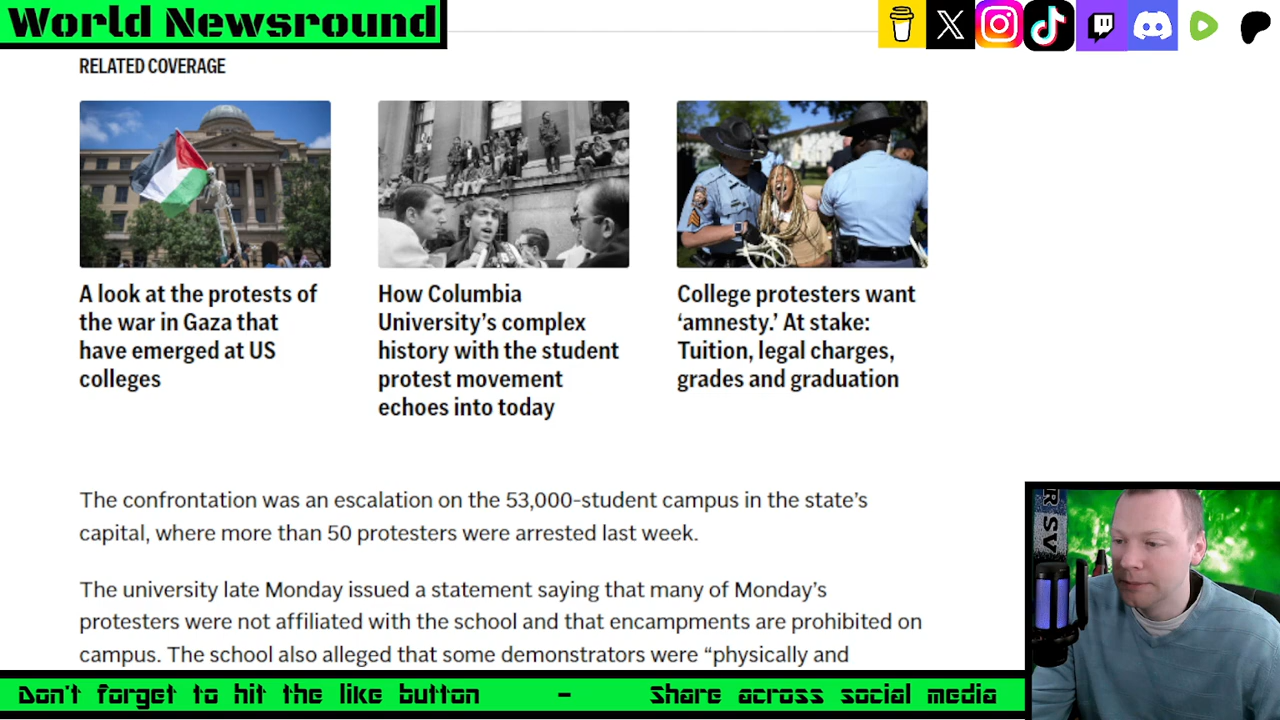 World Newsround
RELATED COVERAGE
A look at the protests of
the war in Gaza that
have emerged at US
colleges
How Columbia
University’s complex
history with the student
protest movement
echoes into today
College protesters want
‘amnesty.’ At stake:
Tuition, legal charges,
grades and graduation
The confrontation was an escalation on the 53,000-student campus in the state’s
capital, where more than 50 protesters were arrested last week.
The university late Monday issued a statement saying that many of Monday’s
protesters were not affiliated with the school and that encampments are prohibited on
campus. The school also alleged that some demonstrators were “physically and
Don't forget to hit the like button - Share across social media